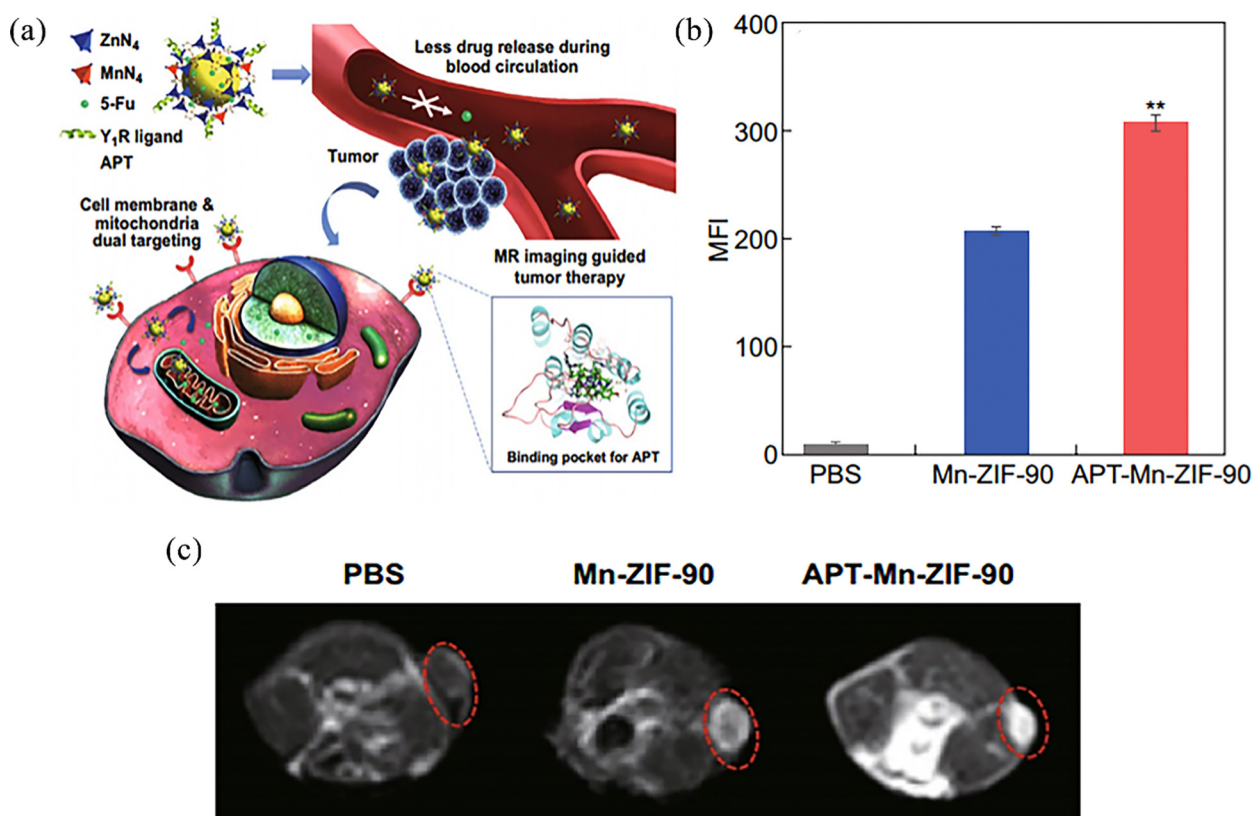 (a)
ZnN4
MnN4
5-Fu
Y1R ligand
APT
Less drug release during
blood circulation
Tumor
Cell membrane &
mitochondria
dual targeting
MR imaging guided
tumor therapy
Binding pocket for APT
(b)
MFI
400
300
200
100
0
**
PBS
Mn-ZIF-90
APT-Mn-ZIF-90
(c)
PBS
Mn-ZIF-90
APT-Mn-ZIF-90